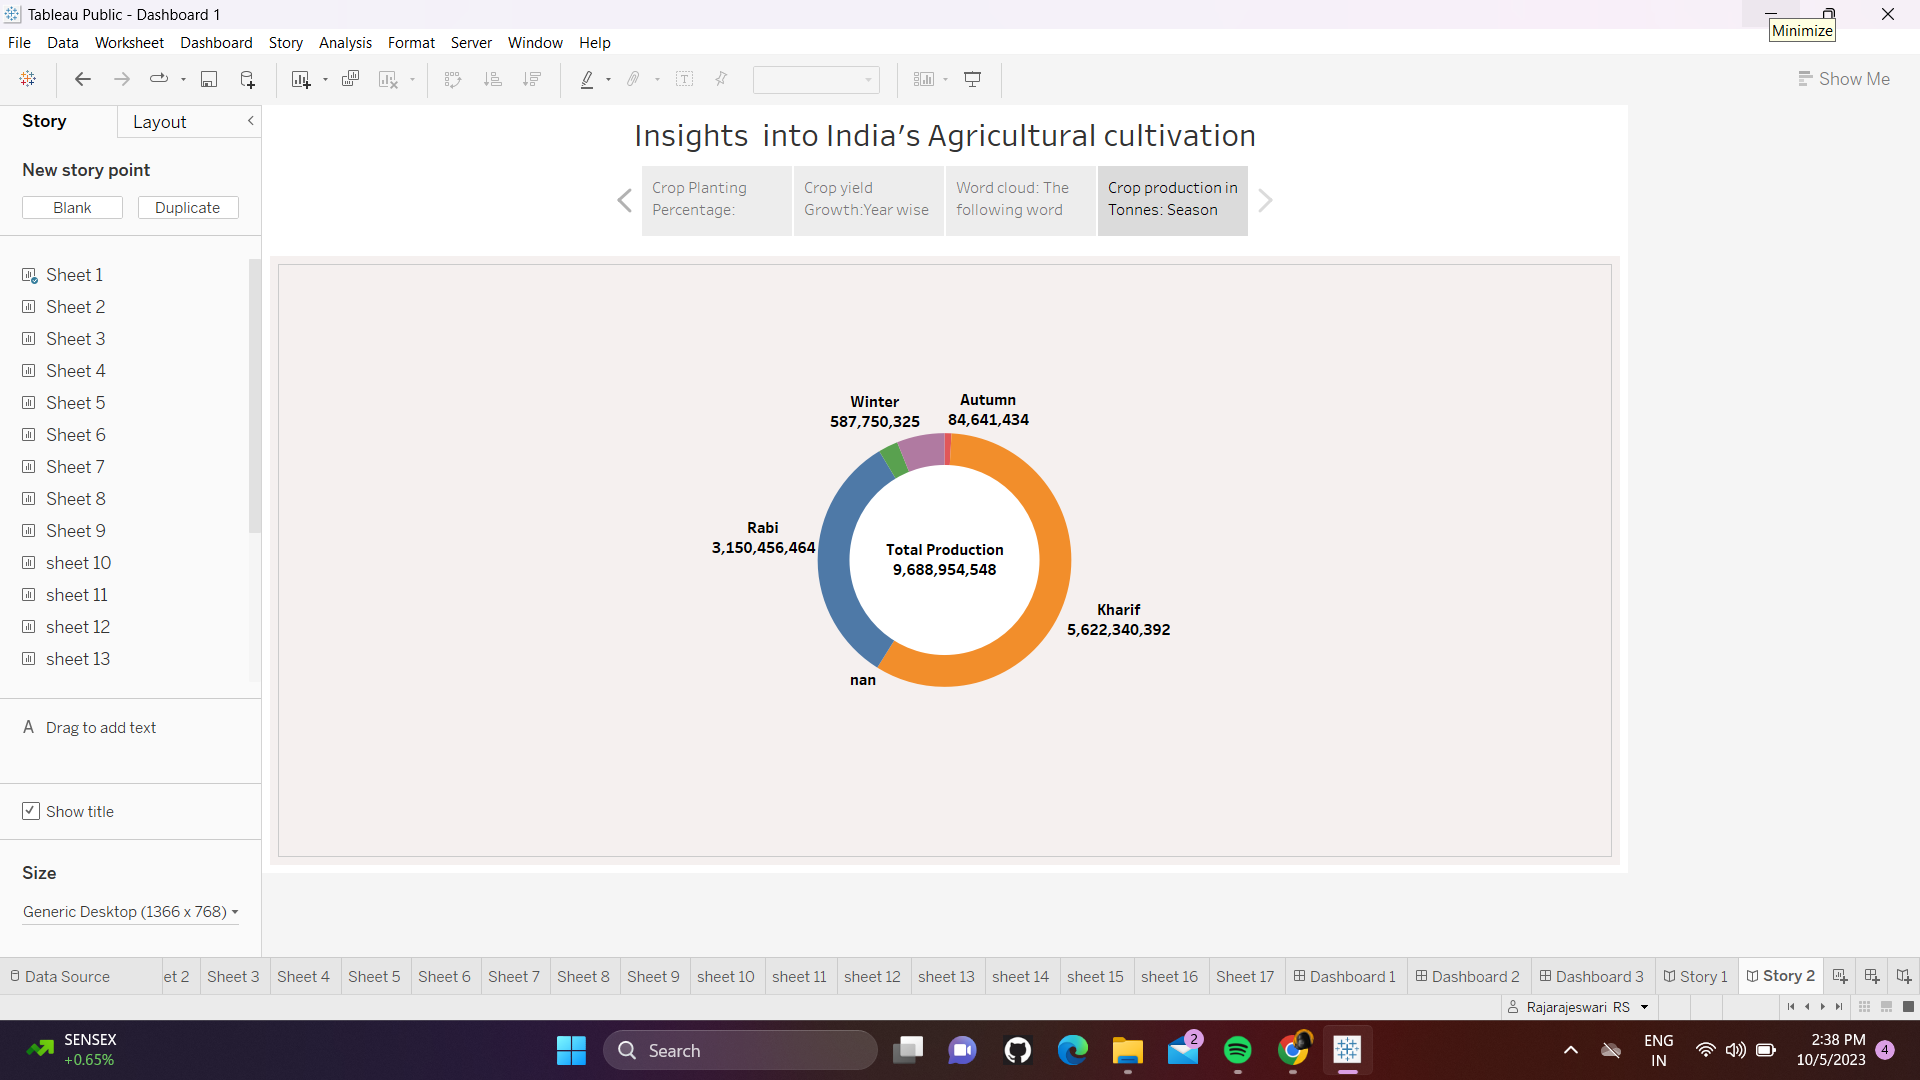 Tableau Public - Dashboard 1
Minimize
File Data Worksheet Dashboard Story Analysis Format Server Window Help
Show Me
Story Layout
New story point
Blank Duplicate
Sheet 1
Sheet 2
Sheet 3
Sheet 4
Sheet 5
Sheet 6
Sheet 7
Sheet 8
Sheet 9
sheet 10
sheet 11
sheet 12
sheet 13
A Drag to add text
Show title
Size
Generic Desktop (1366 x 768)
Insights  into India's Agricultural cultivation
Crop Planting
Percentage:
Crop yield
Growth:Year wise
Word cloud: The
following word
Crop production in
Tonnes: Season
Winter
587,750,325
Autumn
84,641,434
Rabi
3,150,456,464
Total Production
9,688,954,548
Kharif
5,622,340,392
nan
Data Source et 2 Sheet 3 Sheet 4 Sheet 5 Sheet 6 Sheet 7 Sheet 8 Sheet 9 sheet 10 sheet 11 sheet 12 sheet 13 sheet 14 sheet 15 sheet 16 Sheet 17 Dashboard 1 Dashboard 2 Dashboard 3 Story 1 Story 2
Rajarajeswari RS
SENSEX
+0.65%
Search
2
ENG
IN
2:38 PM
10/5/2023
4